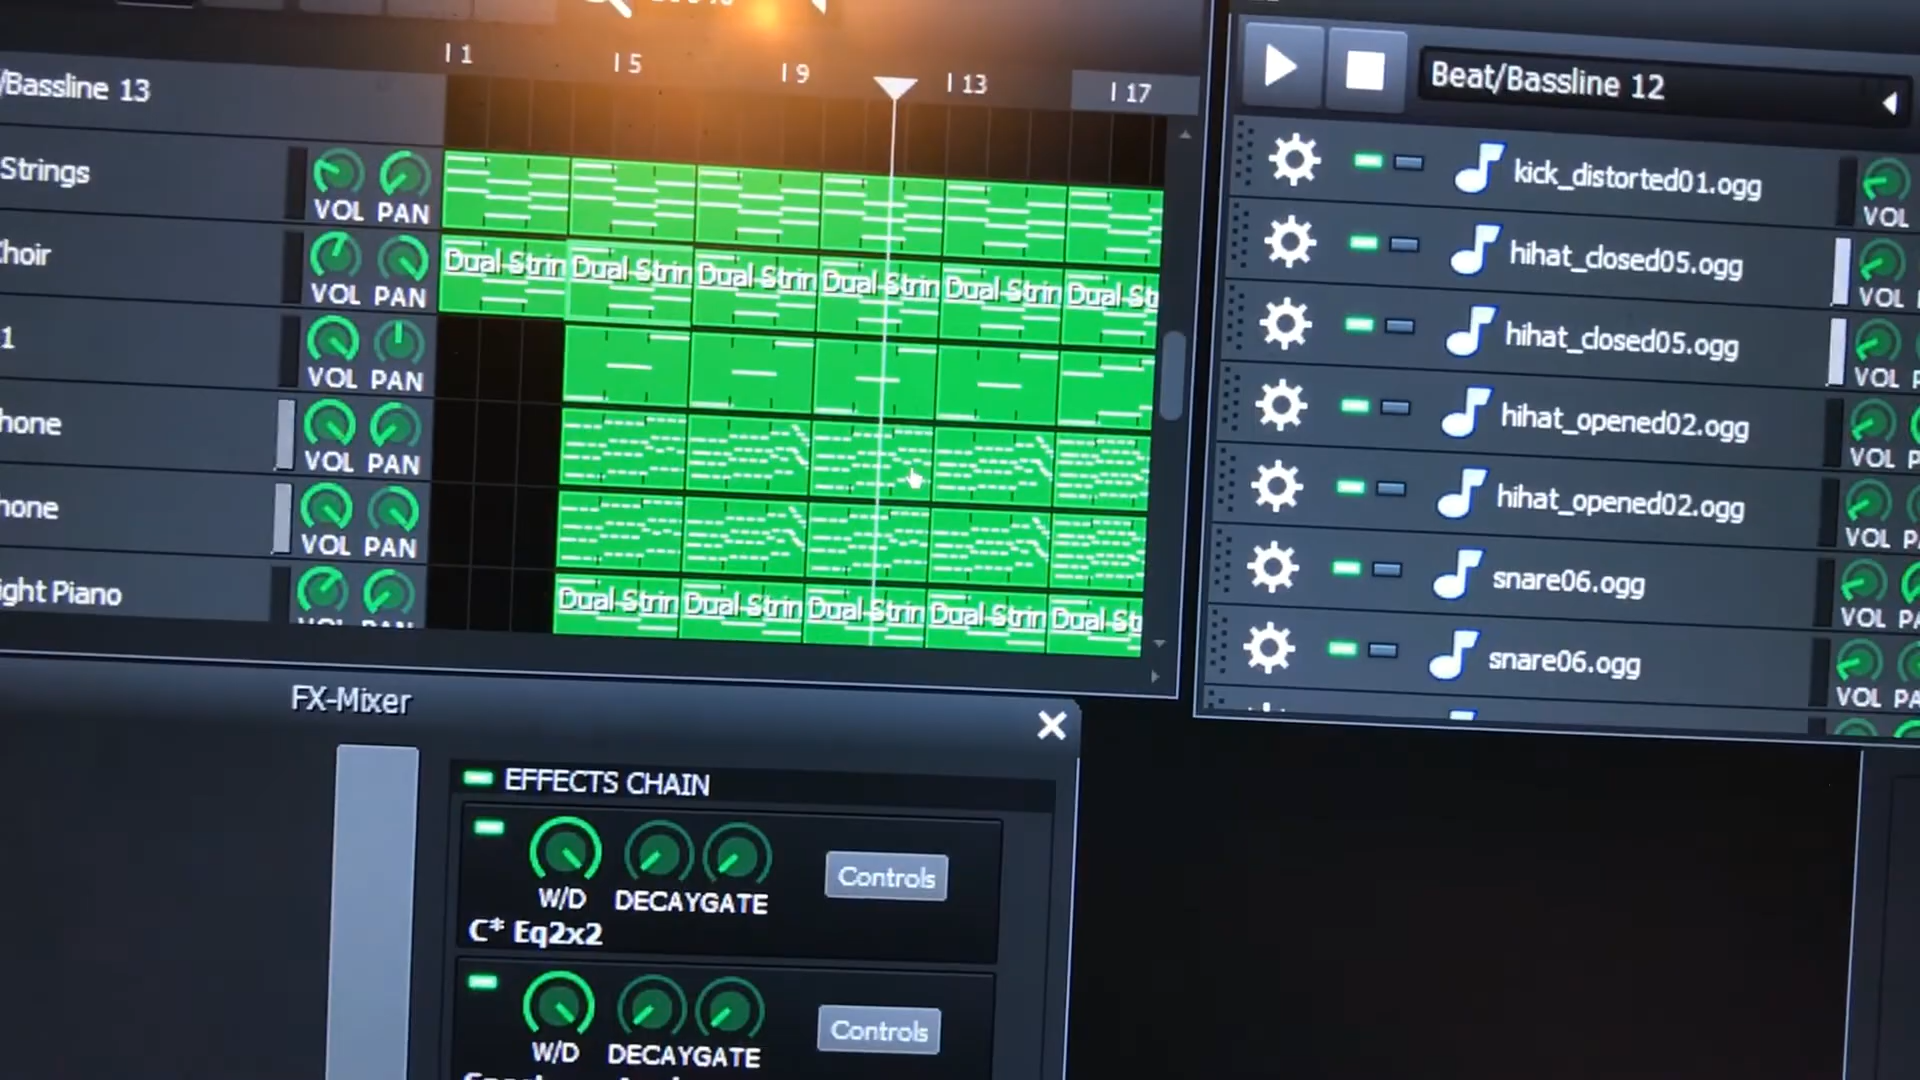 1 5 9 13 17
/Bassline 13
Strings VOL PAN
hoir VOL PAN
Dual Strin Dual Strin Dual Strin Dual Strin Dual Strin Dual St
1 VOL PAN
hone VOL PAN
hone VOL PAN
ight Piano
Dual Strin Dual Strin Dual Strin Dual Strin Dual St
Beat/Bassline 12
kick_distorted01.ogg VOL
hihat_closed05.ogg VOL
hihat_closed05.ogg VOL P
hihat_opened02.ogg VOL P
hihat_opened02.ogg VOL P
snare06.ogg VOL PA
snare06.ogg VOL PA
FX-Mixer
EFFECTS CHAIN
W/D DECAY GATE Controls
C* Eq2x2
W/D DECAY GATE Controls